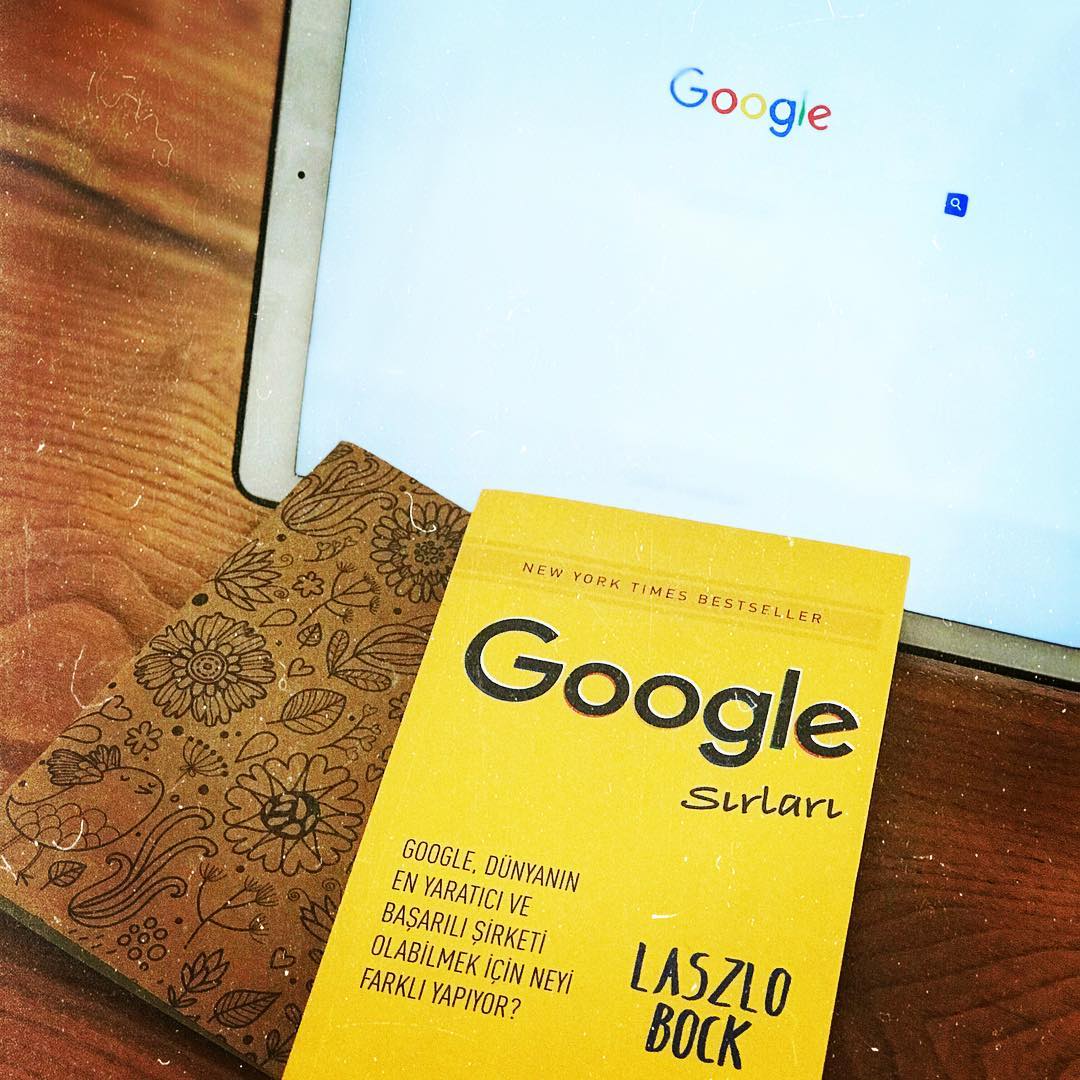 Google
NEW YORK TIMES BESTSELLER
Google
Sırları
GOOGLE, DÜNYANIN
EN YARATICI VE
BAŞARILI ŞİRKETİ
OLABİLMEK İÇİN NEYİ
FARKLI YAPIYOR?
LASZLO
BOCK